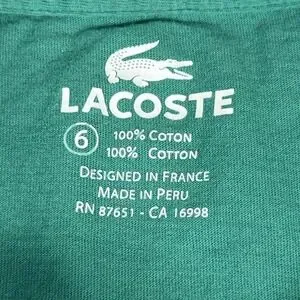 LACOSTE
6 100% COTON
100% COTTON
DESIGNED IN FRANCE
MADE IN PERU
RN 87651 - CA 16998